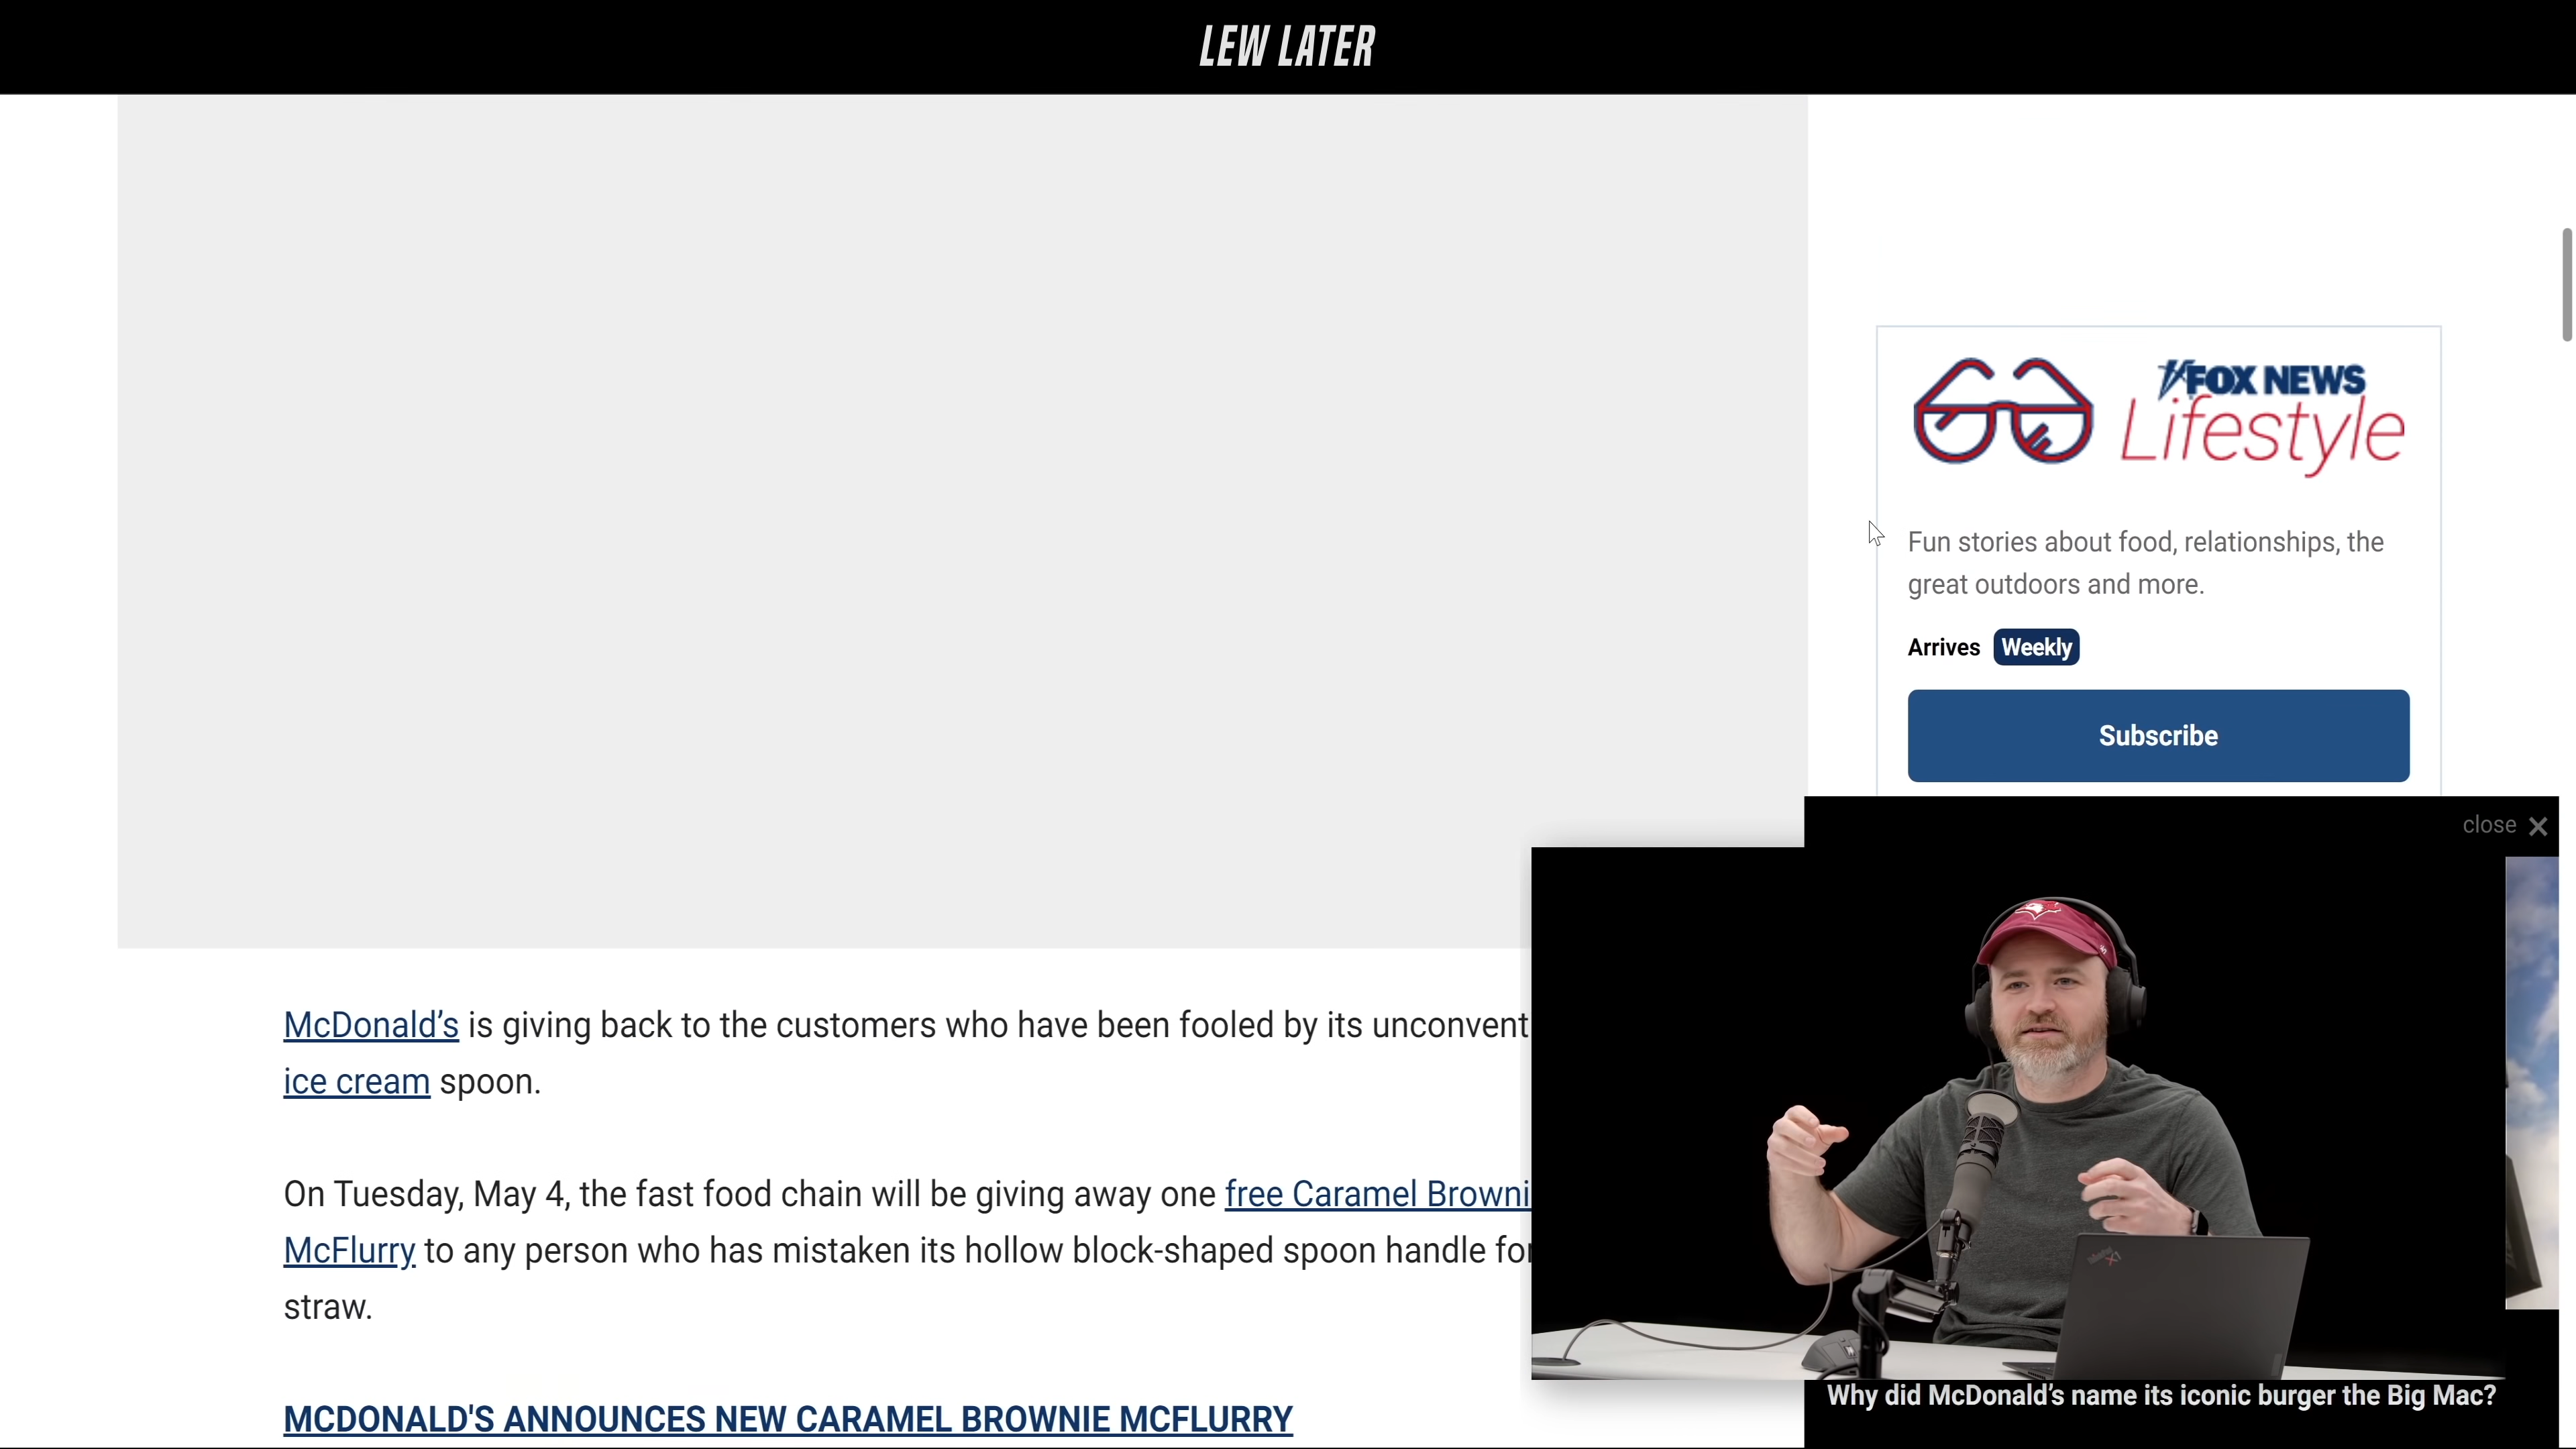 LEW LATER
FOX NEWS
Lifestyle
Fun stories about food, relationships, the
great outdoors and more.
Arrives Weekly
Subscribe
close
McDonald’s is giving back to the customers who have been fooled by its
ice cream spoon.
On Tuesday, May 4, the fast food chain will be giving away one free Caramel
McFlurry to any person who has mistaken its hollow block-shaped spoon handle
straw.
MCDONALD'S ANNOUNCES NEW CARAMEL BROWNIE MCFLURRY
Why did McDonald’s name its iconic burger the Big Mac?